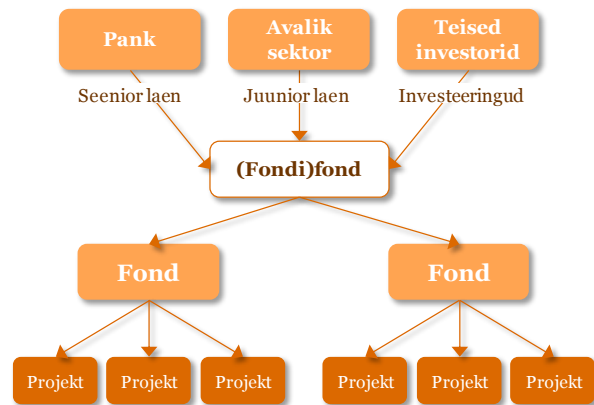 Pank
Avalik
sektor
Teised
investorid
Seenior laen
Juunior laen
Investeeringud
(Fondi)fond
Fond
Fond
Projekt
Projekt
Projekt
Projekt
Projekt
Projekt